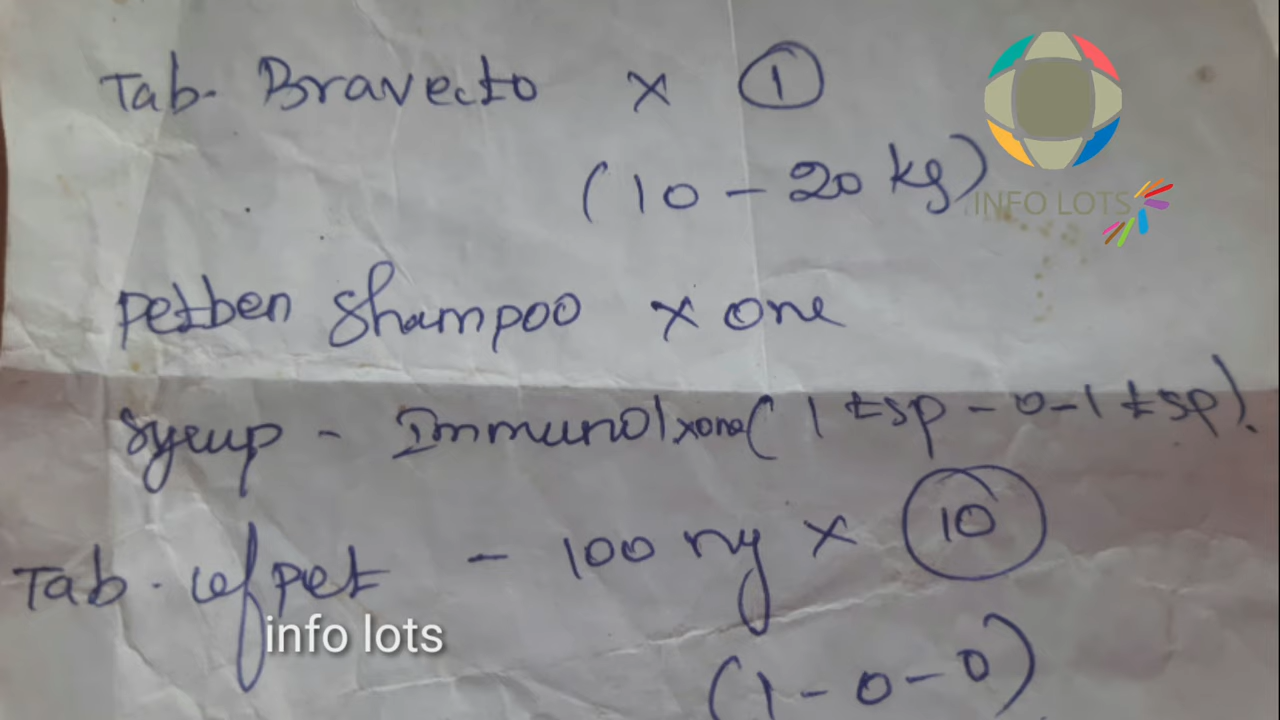 Tab. Bravecto x 1
(10 - 20 kg)
INFO LOTS
Petben Shampoo x one
Syrup - Immunol x one ( 1 tsp - 0 - 1 tsp ).
Tab. cefpet - 100 mg x 10
info lots
(1 - 0 - 0)